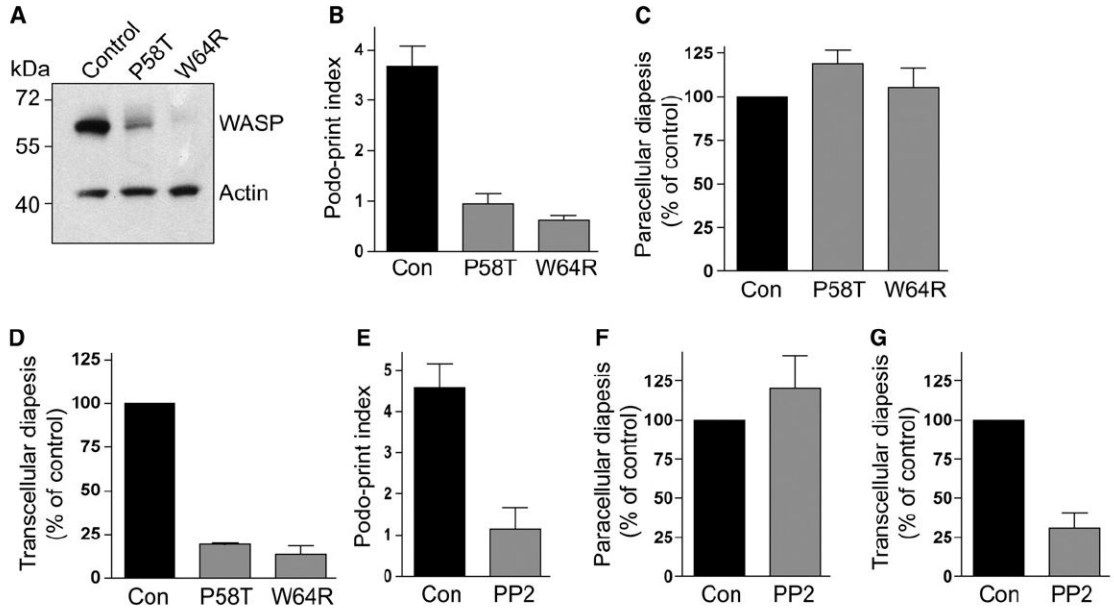 A
kDa
Control
P58T
W64R
72
55
40
WASP
Actin
B
Podo-print index
4
3
2
1
0
Con
P58T
W64R
C
Paracellular diapesis
(% of control)
125
100
75
50
25
0
Con
P58T
W64R
D
Transcellular diapesis
(% of control)
125
100
75
50
25
0
Con
P58T
W64R
E
Podo-print index
5
4
3
2
1
0
Con
PP2
F
Paracellular diapesis
(% of control)
125
100
75
50
25
0
Con
PP2
G
Transcellular diapesis
(% of control)
125
100
75
50
25
0
Con
PP2